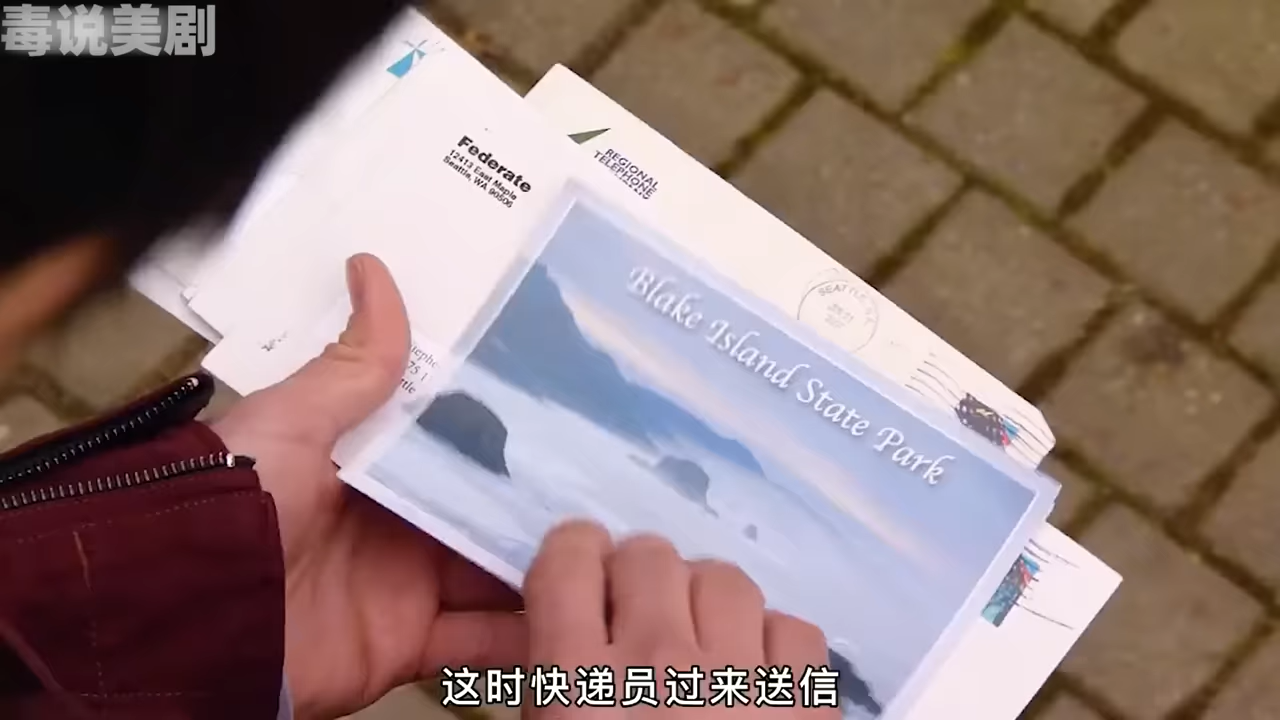 毒说美剧
Federate
12413 East Maple
Seattle, WA 90506
REGIONAL
TELEPHONE
SEATTLE
Blake Island State Park
这时快递员过来送信